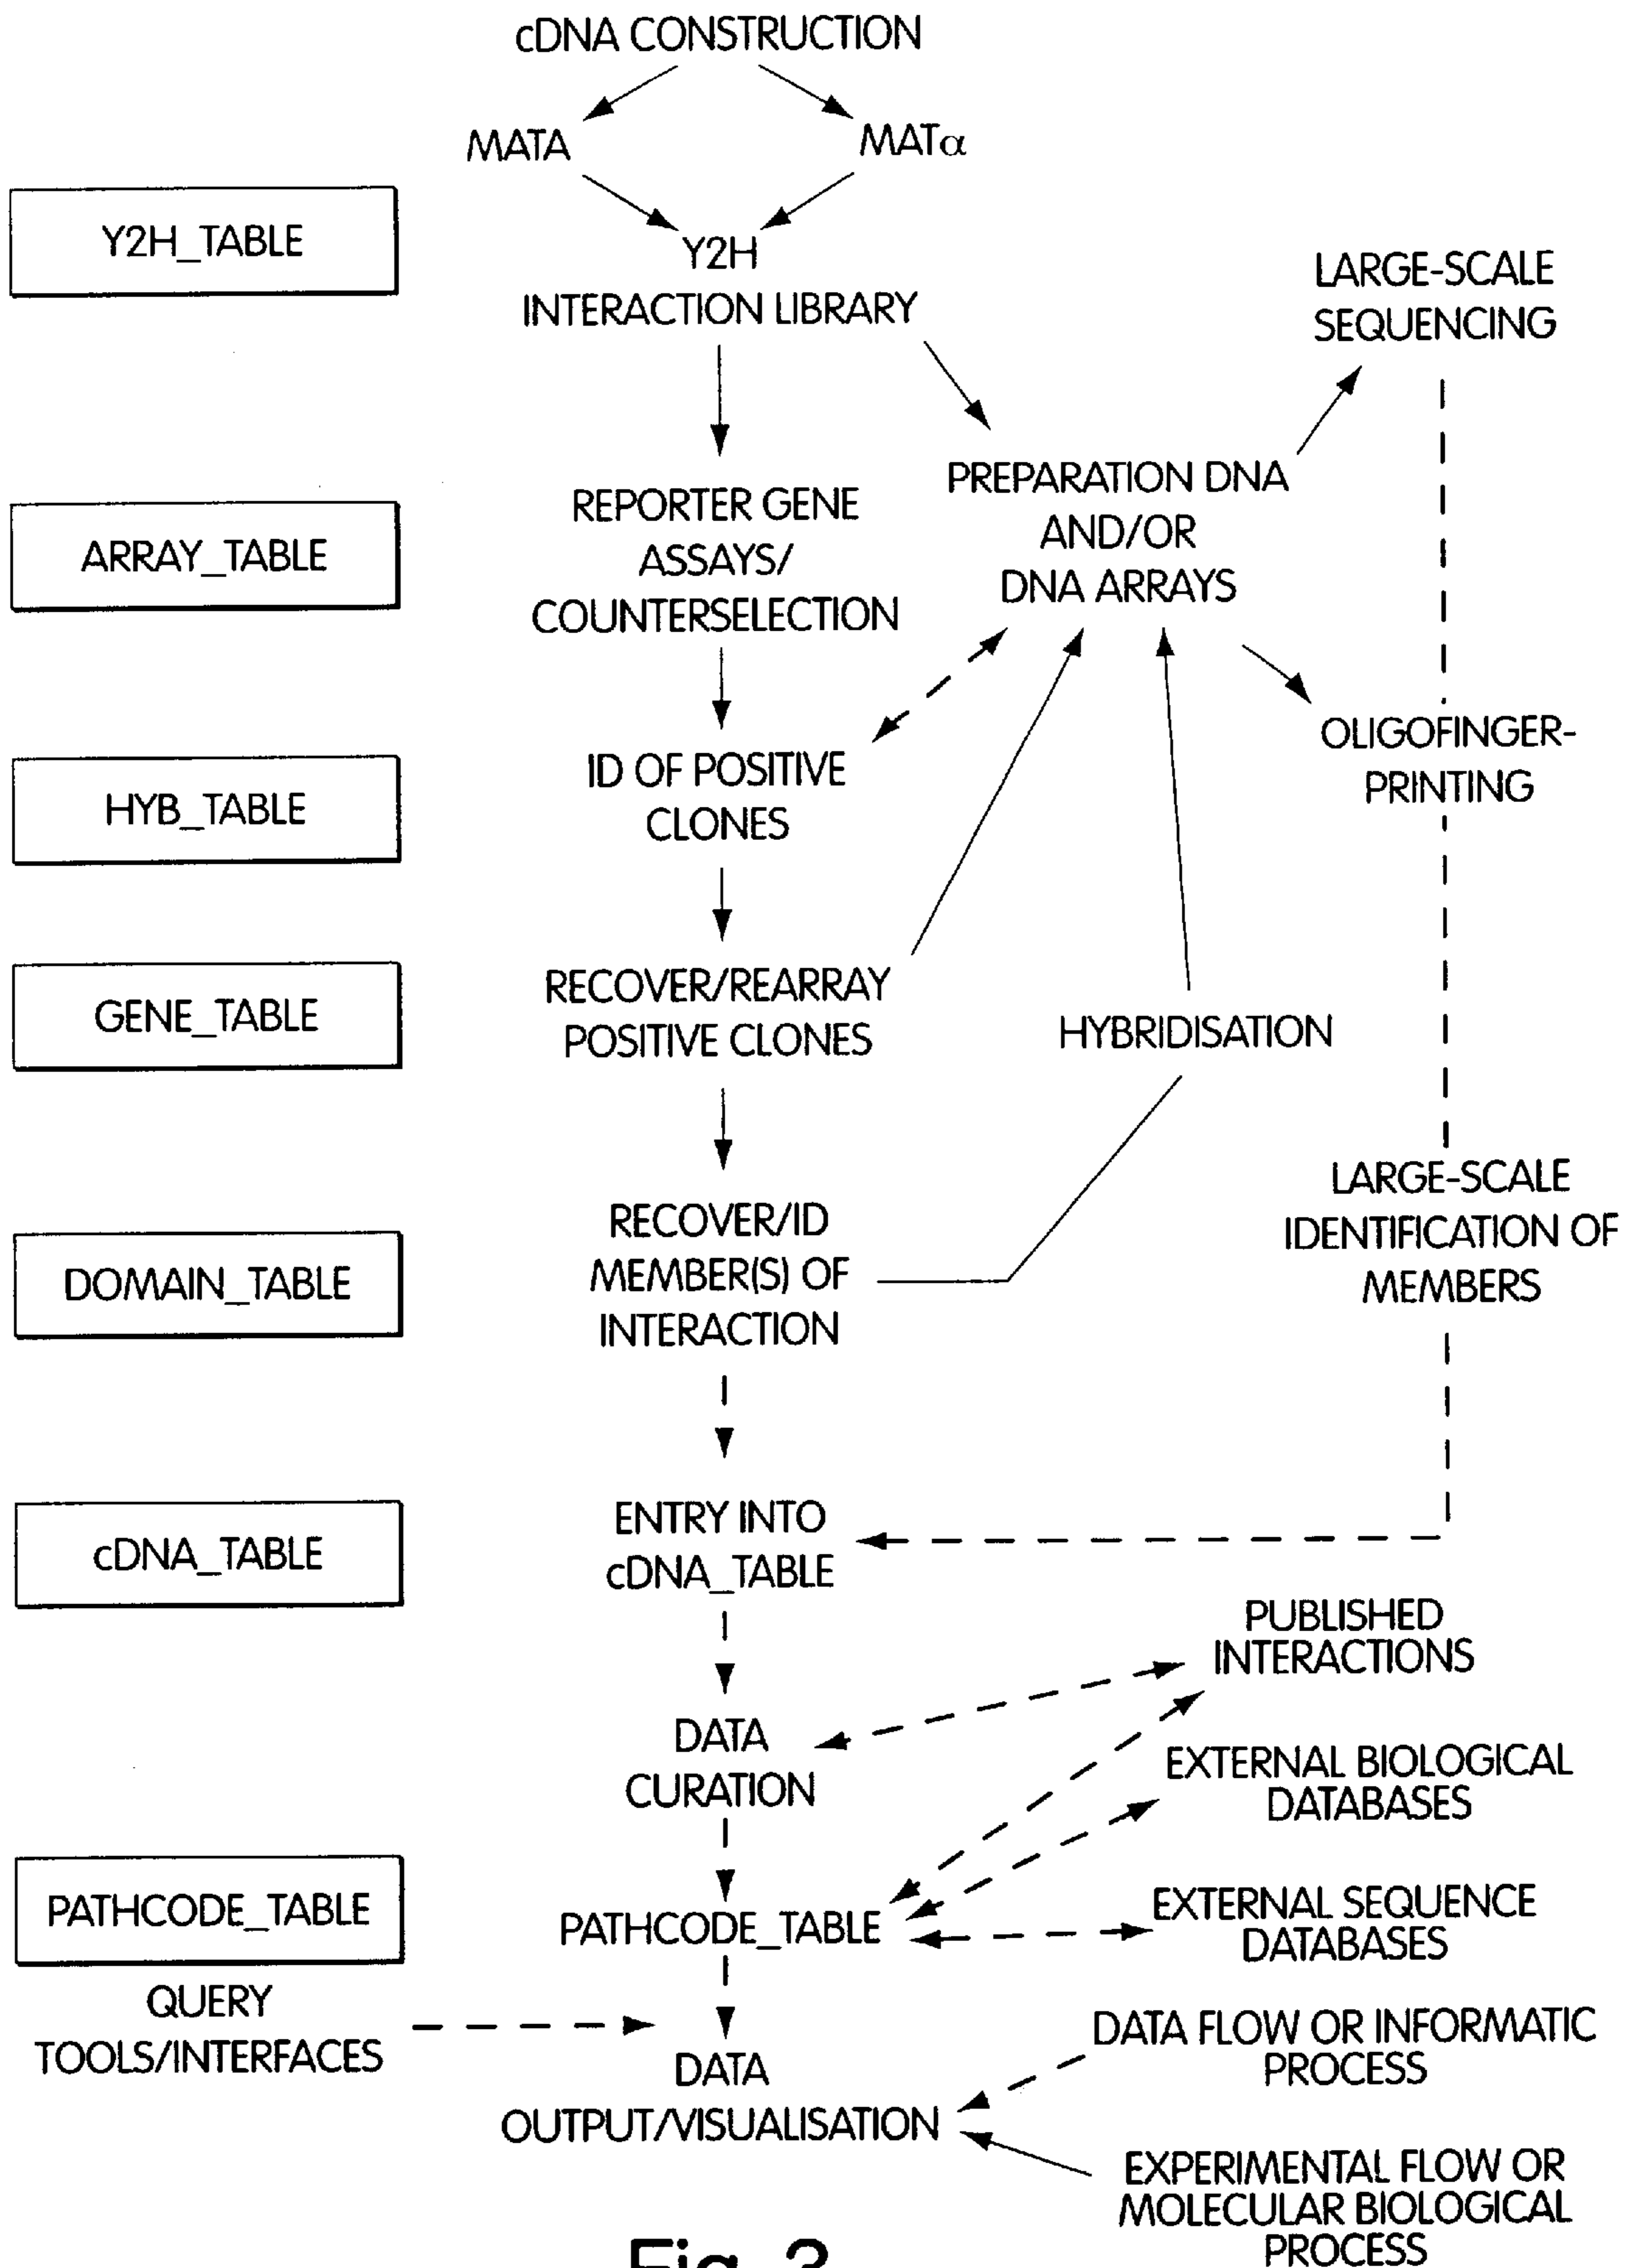 cDNA CONSTRUCTION
MATA
MATα
Y2H_TABLE
Y2H
INTERACTION LIBRARY
LARGE-SCALE
SEQUENCING
ARRAY_TABLE
REPORTER GENE
ASSAYS/
COUNTERSELECTION
PREPARATION DNA
AND/OR
DNA ARRAYS
HYB_TABLE
ID OF POSITIVE
CLONES
OLIGOFINGER-
PRINTING
GENE_TABLE
RECOVER/REARRAY
POSITIVE CLONES
HYBRIDISATION
DOMAIN_TABLE
RECOVER/ID
MEMBER(S) OF
INTERACTION
LARGE-SCALE
IDENTIFICATION OF
MEMBERS
cDNA_TABLE
ENTRY INTO
cDNA_TABLE
PUBLISHED
INTERACTIONS
DATA
CURATION
EXTERNAL BIOLOGICAL
DATABASES
PATHCODE_TABLE
PATHCODE_TABLE
EXTERNAL SEQUENCE
DATABASES
QUERY
TOOLS/INTERFACES
DATA
OUTPUT/VISUALISATION
DATA FLOW OR INFORMATIC
PROCESS
EXPERIMENTAL FLOW OR
MOLECULAR BIOLOGICAL
PROCESS
Fig.